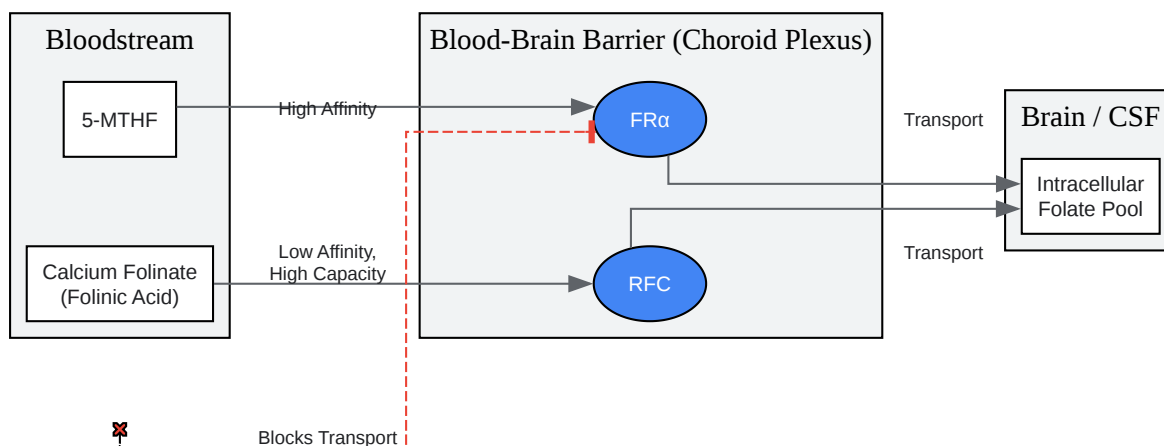 Bloodstream
Blood-Brain Barrier (Choroid Plexus)
5-MTHF
High Affinity
FRα
Transport
Brain / CSF
Intracellular
Folate Pool
Low Affinity,
High Capacity
Calcium Folinate
(Folinic Acid)
RFC
Transport
Blocks Transport